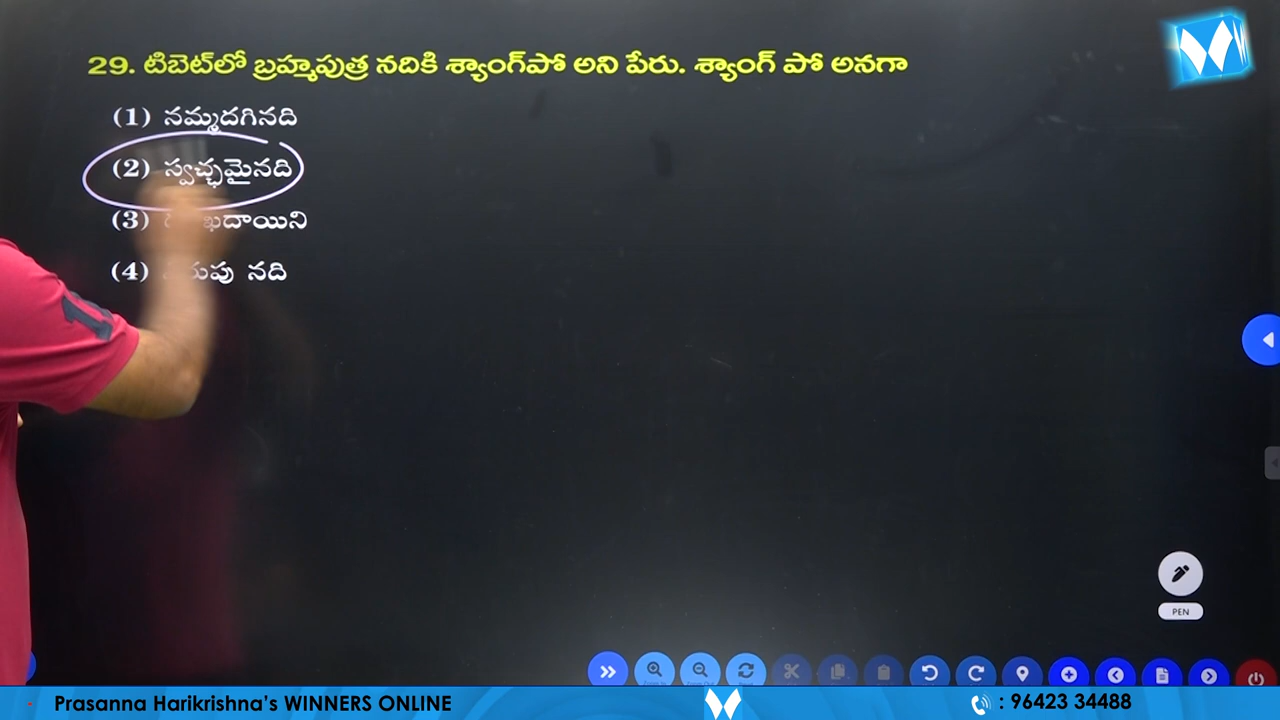 29. టిబెట్‌లో బ్రహ్మపుత్ర నదికి శ్యాంగ్‌పో అని పేరు. శ్యాంగ్ పో అనగా
(1) నమ్మదగినది
(2) స్వచ్ఛమైనది
(3)
(4) నది
PEN
Prasanna Harikrishna's WINNERS ONLINE
: 96423 34488